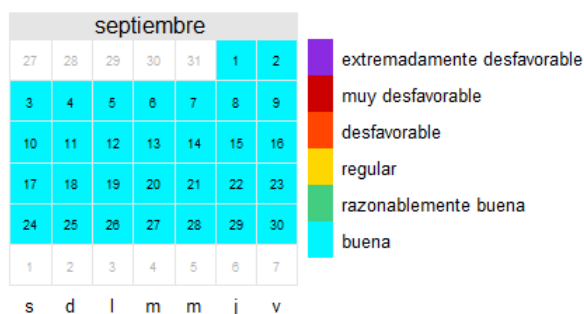 septiembre
27 28 29 30 31 1 2
3 4 5 6 7 8 9
10 11 12 13 14 15 16
17 18 19 20 21 22 23
24 25 26 27 28 29 30
1 2 3 4 5 6 7
s d l m m j v
extremadamente desfavorable
muy desfavorable
desfavorable
regular
razonablemente buena
buena